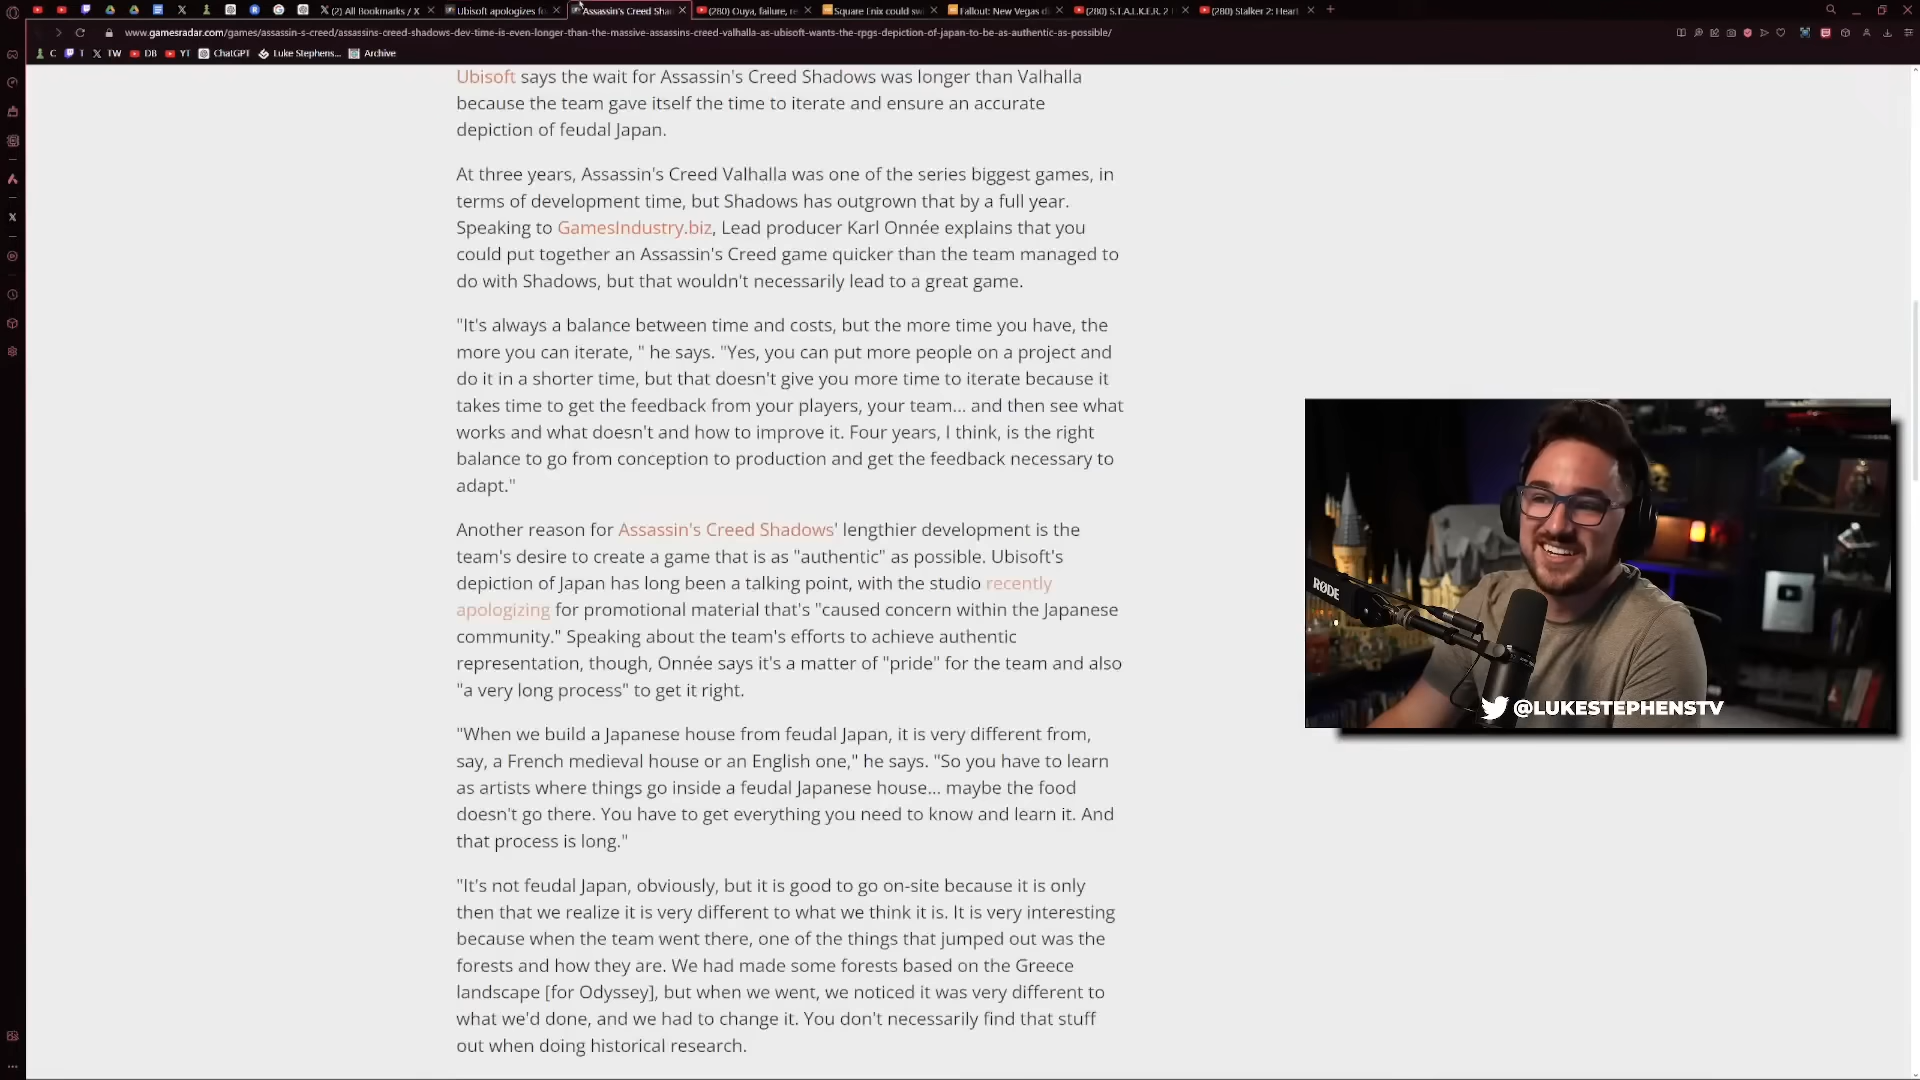 (2) All Bookmarks / X
Ubisoft apologizes fo
Assassin's Creed Sha
(280) Ouya, failure, re
Square Enix could sw
Fallout: New Vegas d
(280) S.T.A.L.K.E.R. 2
(280) Stalker 2: Heart
www.gamesradar.com/games/assassin-s-creed/assassins-creed-shadows-dev-time-is-even-longer-than-the-massive-assassins-creed-valhalla-as-ubisoft-wants-the-rpgs-depiction-of-japan-to-be-as-authentic-as-possible/
C T X TW DB YT ChatGPT Luke Stephens... Archive
Ubisoft says the wait for Assassin's Creed Shadows was longer than Valhalla
because the team gave itself the time to iterate and ensure an accurate
depiction of feudal Japan.
At three years, Assassin's Creed Valhalla was one of the series biggest games, in
terms of development time, but Shadows has outgrown that by a full year.
Speaking to GamesIndustry.biz, Lead producer Karl Onnée explains that you
could put together an Assassin's Creed game quicker than the team managed to
do with Shadows, but that wouldn't necessarily lead to a great game.
"It's always a balance between time and costs, but the more time you have, the
more you can iterate, " he says. "Yes, you can put more people on a project and
do it in a shorter time, but that doesn't give you more time to iterate because it
takes time to get the feedback from your players, your team... and then see what
works and what doesn't and how to improve it. Four years, I think, is the right
balance to go from conception to production and get the feedback necessary to
adapt."
Another reason for Assassin's Creed Shadows' lengthier development is the
team's desire to create a game that is as "authentic" as possible. Ubisoft's
depiction of Japan has long been a talking point, with the studio recently
apologizing for promotional material that's "caused concern within the Japanese
community." Speaking about the team's efforts to achieve authentic
representation, though, Onnée says it's a matter of "pride" for the team and also
"a very long process" to get it right.
"When we build a Japanese house from feudal Japan, it is very different from,
say, a French medieval house or an English one," he says. "So you have to learn
as artists where things go inside a feudal Japanese house... maybe the food
doesn't go there. You have to get everything you need to know and learn it. And
that process is long."
"It's not feudal Japan, obviously, but it is good to go on-site because it is only
then that we realize it is very different to what we think it is. It is very interesting
because when the team went there, one of the things that jumped out was the
forests and how they are. We had made some forests based on the Greece
landscape [for Odyssey], but when we went, we noticed it was very different to
what we'd done, and we had to change it. You don't necessarily find that stuff
out when doing historical research.
RØDE
@LUKESTEPHENSTV